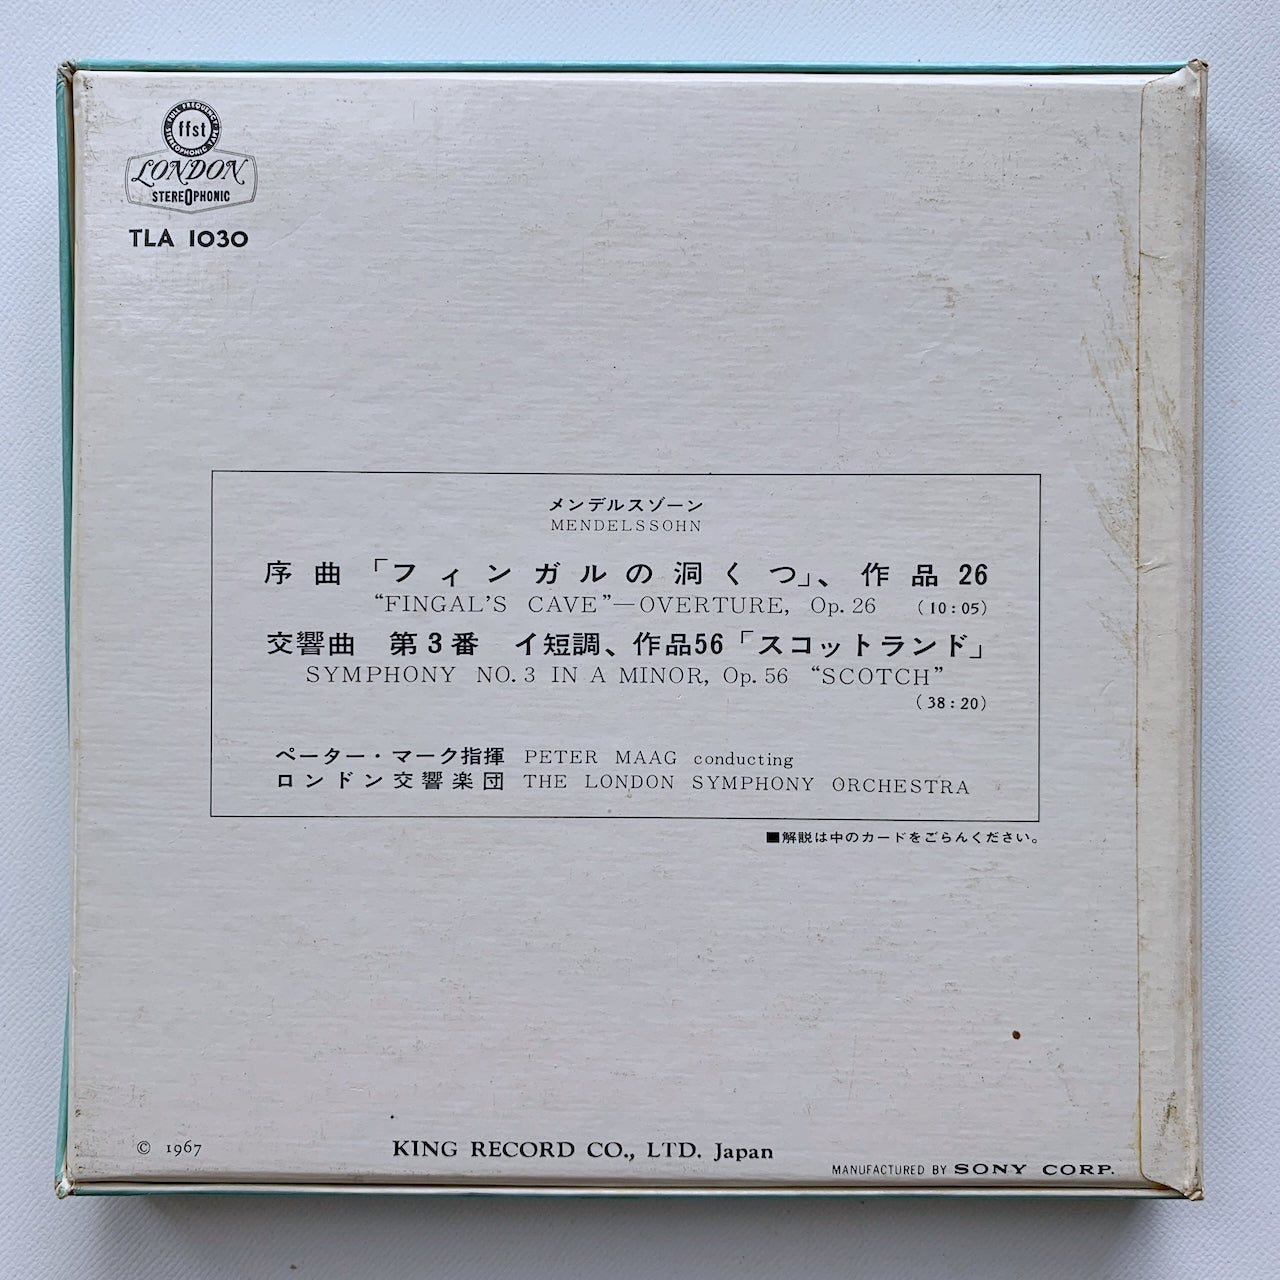 FULL FREQUENCY STEREOPHONIC TAPE
ffst
LONDON
STEREOPHONIC
TLA 1030
メンデルスゾーン
MENDELSSOHN
序曲「フィンガルの洞くつ」、作品26
“FINGAL'S CAVE”—OVERTURE, Op. 26 (10:05)
交響曲 第3番 イ短調、作品56「スコットランド」
SYMPHONY NO. 3 IN A MINOR, Op. 56 “SCOTCH”
(38:20)
ペーター・マーク指揮 PETER MAAG conducting
ロンドン交響楽団 THE LONDON SYMPHONY ORCHESTRA
■解説は中のカードをごらんください。
© 1967
KING RECORD CO., LTD. Japan
MANUFACTURED BY SONY CORP.